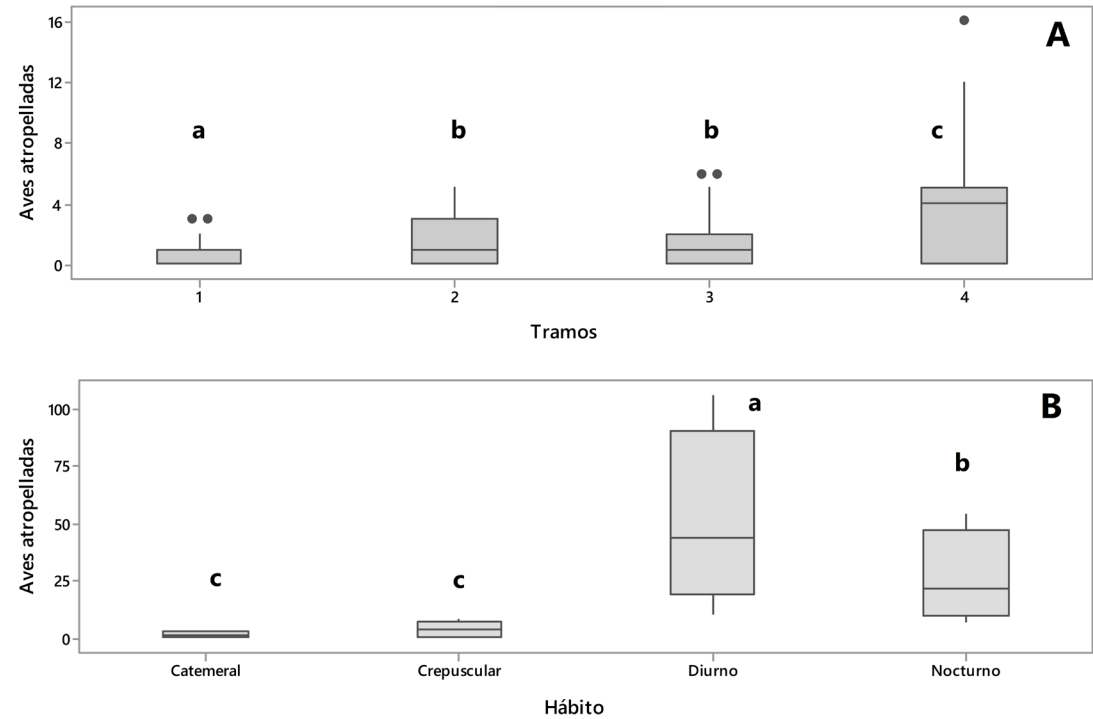 A
16
12
8
4
0
Aves atropelladas
a
b
b
c
1
2
3
4
Tramos
B
100
75
50
25
0
Aves atropelladas
c
c
a
b
Catemeral
Crepuscular
Diurno
Nocturno
Hábito